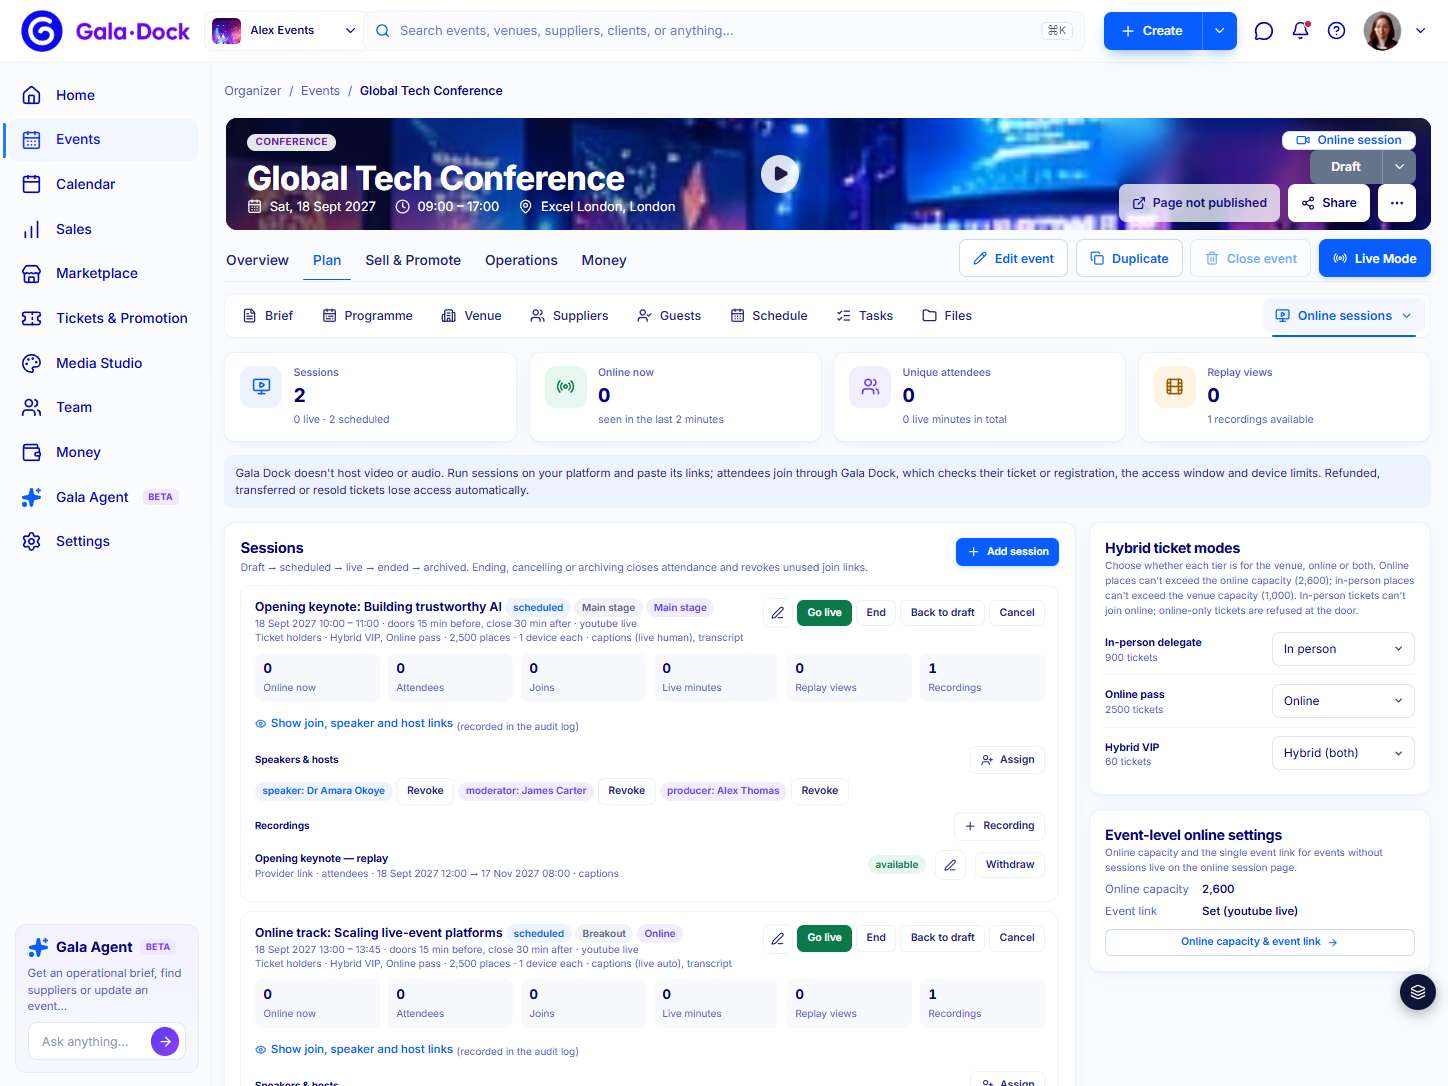 Gala·Dock
Alex Events
Search events, venues, suppliers, clients, or anything...
⌘K
+ Create
Home
Events
Calendar
Sales
Marketplace
Tickets & Promotion
Media Studio
Team
Money
Gala Agent BETA
Settings
Gala Agent BETA
Get an operational brief, find
suppliers or update an
event...
Ask anything...
Organizer / Events / Global Tech Conference
CONFERENCE
Global Tech Conference
Sat, 18 Sept 2027 09:00 – 17:00 Excel London, London
Online session
Draft
Page not published
Share
Overview Plan Sell & Promote Operations Money
Edit event
Duplicate
Close event
Live Mode
Brief Programme Venue Suppliers Guests Schedule Tasks Files
Online sessions
Sessions
2
0 live · 2 scheduled
Online now
0
seen in the last 2 minutes
Unique attendees
0
0 live minutes in total
Replay views
0
1 recordings available
Gala Dock doesn't host video or audio. Run sessions on your platform and paste its links; attendees join through Gala Dock, which checks their ticket or registration, the access window and device limits. Refunded,
transferred or resold tickets lose access automatically.
Sessions
Draft → scheduled → live → ended → archived. Ending, cancelling or archiving closes attendance and revokes unused join links.
+ Add session
Opening keynote: Building trustworthy AI scheduled Main stage Main stage
18 Sept 2027 10:00 – 11:00 · doors 15 min before, close 30 min after · youtube live
Ticket holders · Hybrid VIP, Online pass · 2,500 places · 1 device each · captions (live human), transcript
Go live End Back to draft Cancel
0 0 0 0 0 1
Online now Attendees Joins Live minutes Replay views Recordings
Show join, speaker and host links (recorded in the audit log)
Speakers & hosts
Assign
speaker: Dr Amara Okoye Revoke moderator: James Carter Revoke producer: Alex Thomas Revoke
Recordings
+ Recording
Opening keynote — replay
Provider link · attendees · 18 Sept 2027 12:00 → 17 Nov 2027 08:00 · captions
available Withdraw
Online track: Scaling live-event platforms scheduled Breakout Online
18 Sept 2027 13:00 – 13:45 · doors 15 min before, close 30 min after · youtube live
Ticket holders · Hybrid VIP, Online pass · 2,500 places · 1 device each · captions (live auto), transcript
Go live End Back to draft Cancel
0 0 0 0 0 1
Online now Attendees Joins Live minutes Replay views Recordings
Show join, speaker and host links (recorded in the audit log)
Speakers & hosts
Assign
Hybrid ticket modes
Choose whether each tier is for the venue, online or both. Online
places can't exceed the online capacity (2,600); in-person places
can't exceed the venue capacity (1,000). In-person tickets can't
join online; online-only tickets are refused at the door.
In-person delegate
900 tickets
In person
Online pass
2500 tickets
Online
Hybrid VIP
60 tickets
Hybrid (both)
Event-level online settings
Online capacity and the single event link for events without
sessions live on the online session page.
Online capacity 2,600
Event link Set (youtube live)
Online capacity & event link →